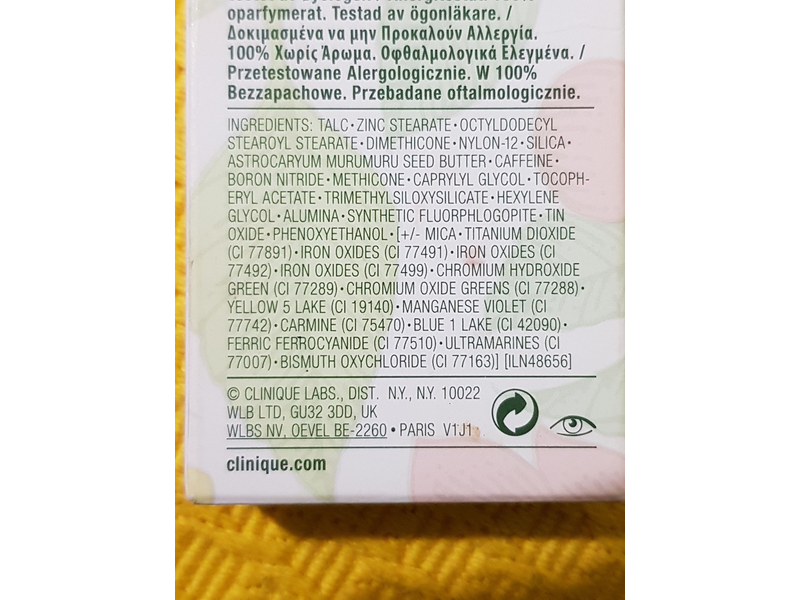 oparfymerat. Testad av ögonläkare. /
Δοκιμασμένα να μην Προκαλούν Αλλεργία.
100% Χωρίς Άρωμα. Οφθαλμολογικά Ελεγμένα. /
Przetestowane Alergologicznie. W 100%
Bezzapachowe. Przebadane oftalmologicznie.
INGREDIENTS: TALC•ZINC STEARATE•OCTYLDODECYL
STEAROYL STEARATE•DIMETHICONE•NYLON-12•SILICA•
ASTROCARYUM MURUMURU SEED BUTTER•CAFFEINE•
BORON NITRIDE•METHICONE•CAPRYLYL GLYCOL•TOCOPH-
ERYL ACETATE•TRIMETHYLSILOXYSILICATE•HEXYLENE
GLYCOL•ALUMINA•SYNTHETIC FLUORPHLOGOPITE•TIN
OXIDE•PHENOXYETHANOL•[+/- MICA•TITANIUM DIOXIDE
(CI 77891)•IRON OXIDES (CI 77491)•IRON OXIDES (CI
77492)•IRON OXIDES (CI 77499)•CHROMIUM HYDROXIDE
GREEN (CI 77289)•CHROMIUM OXIDE GREENS (CI 77288)•
YELLOW 5 LAKE (CI 19140)•MANGANESE VIOLET (CI
77742)•CARMINE (CI 75470)•BLUE 1 LAKE (CI 42090)•
FERRIC FERROCYANIDE (CI 77510)•ULTRAMARINES (CI
77007)•BISMUTH OXYCHLORIDE (CI 77163)] [ILN48656]
© CLINIQUE LABS., DIST. N.Y., N.Y. 10022
WLB LTD, GU32 3DD, UK
WLBS NV, OEVEL BE-2260 • PARIS V1J1
clinique.com